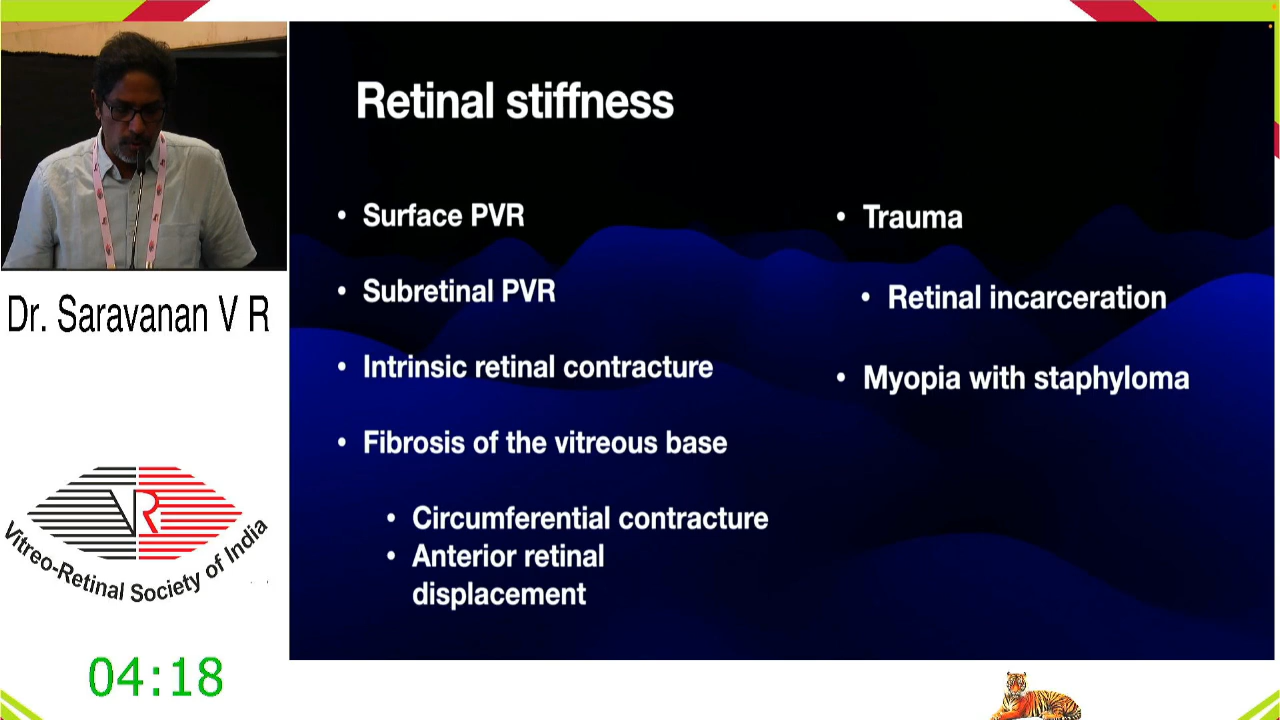 Retinal stiffness
• Surface PVR
• Subretinal PVR
• Intrinsic retinal contracture
• Fibrosis of the vitreous base
• Circumferential contracture
• Anterior retinal
displacement
• Trauma
• Retinal incarceration
• Myopia with staphyloma
Dr. Saravanan V R
VR
Vitreo-Retinal Society of India
04:18